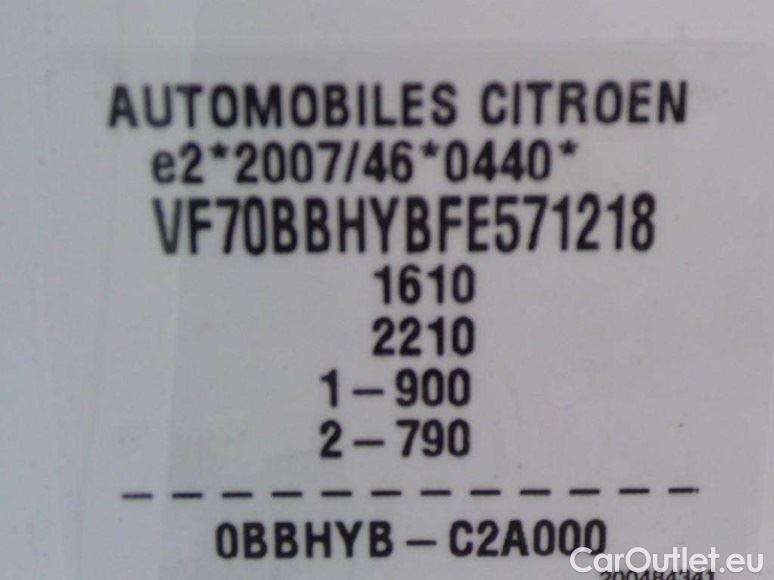 AUTOMOBILES CITROEN
e2*2007/46*0440*
VF70BBHYBFE571218
1610
2210
1-900
2-790
0BBHYB-C2A000
CarOutlet.eu